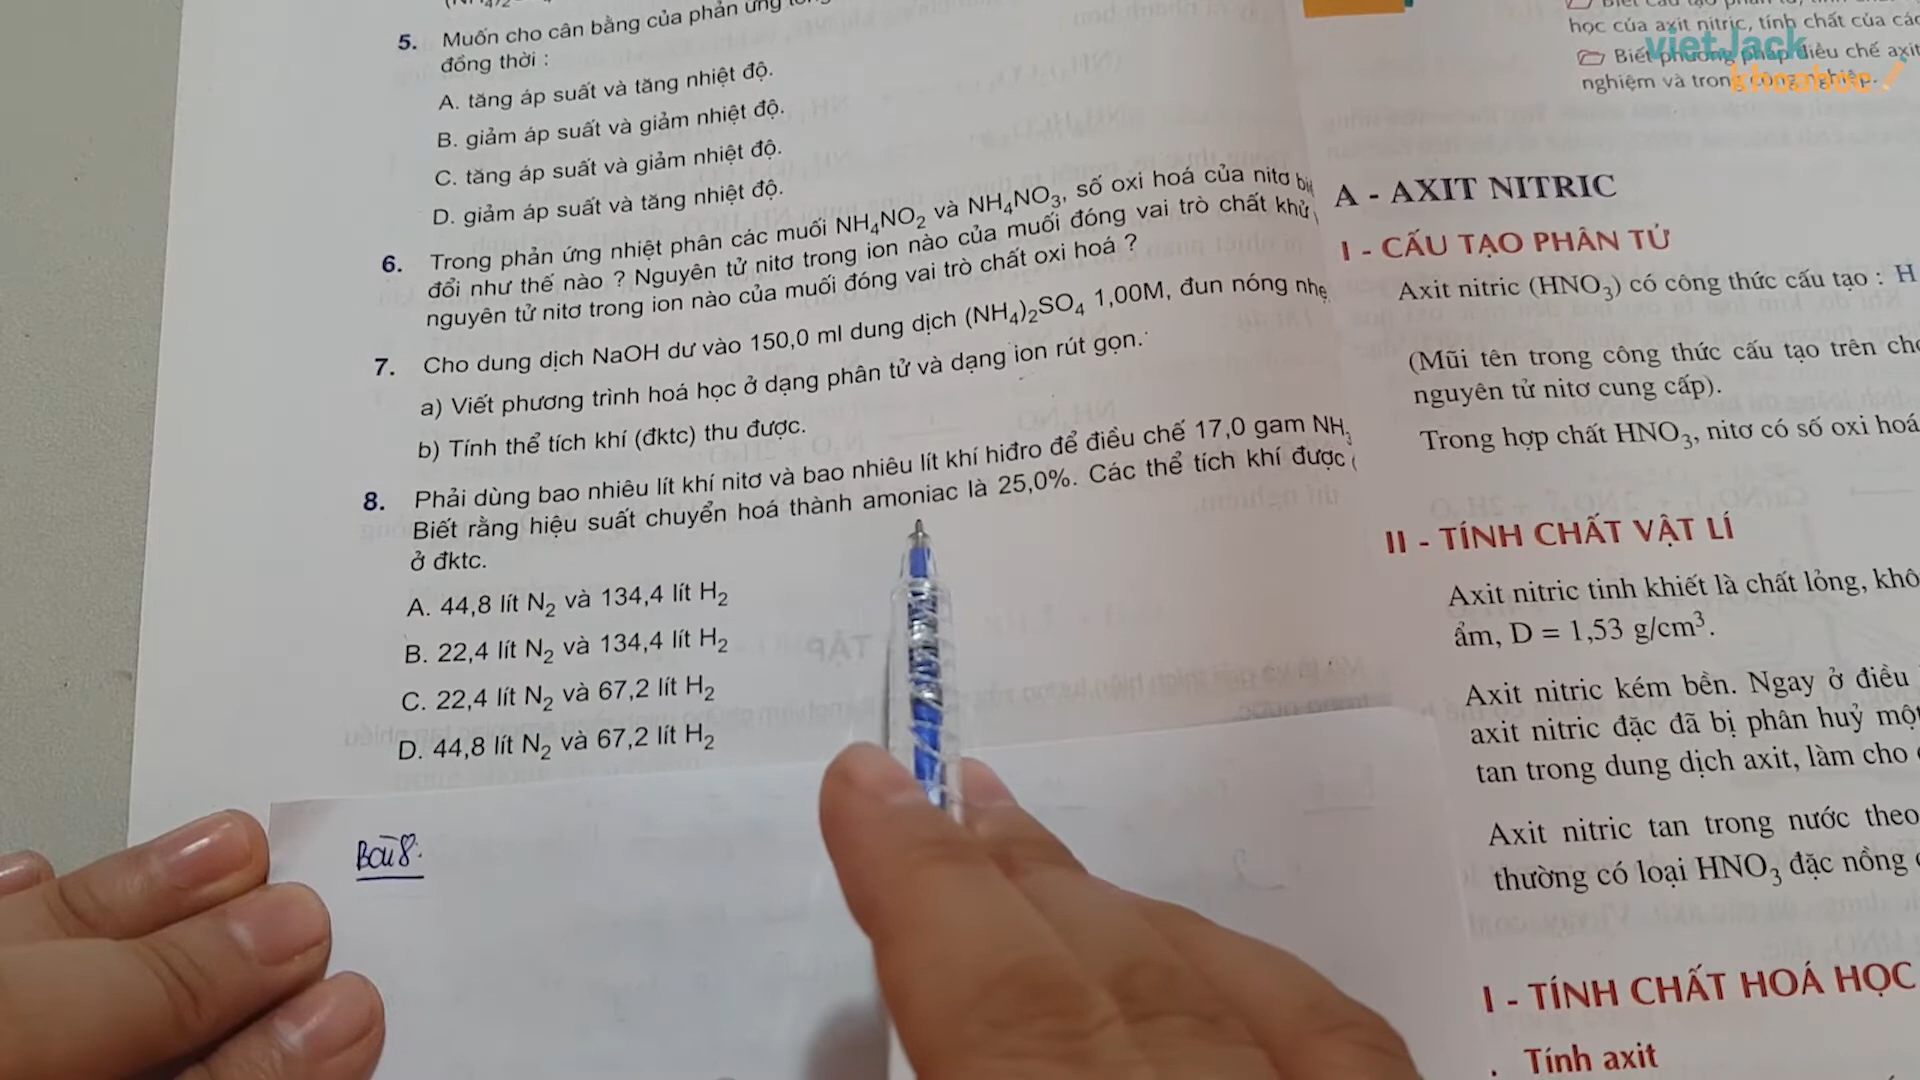 5. Muốn cho cân bằng của phản ứng
đồng thời :
A. tăng áp suất và tăng nhiệt độ.
B. giảm áp suất và giảm nhiệt độ.
C. tăng áp suất và giảm nhiệt độ.
D. giảm áp suất và tăng nhiệt độ.
6. Trong phản ứng nhiệt phân các muối NH₄NO₂ và NH₄NO₃, số oxi hoá của nitơ
đổi như thế nào ? Nguyên tử nitơ trong ion nào của muối đóng vai trò chất khử
nguyên tử nitơ trong ion nào của muối đóng vai trò chất oxi hoá ?
7. Cho dung dịch NaOH dư vào 150,0 ml dung dịch (NH₄)₂SO₄ 1,00M, đun nóng nhẹ
a) Viết phương trình hoá học ở dạng phân tử và dạng ion rút gọn.
b) Tính thể tích khí (đktc) thu được.
8. Phải dùng bao nhiêu lít khí nitơ và bao nhiêu lít khí hiđro để điều chế 17,0 gam NH₃
Biết rằng hiệu suất chuyển hoá thành amoniac là 25,0%. Các thể tích khí được
ở đktc.
A. 44,8 lít N₂ và 134,4 lít H₂
B. 22,4 lít N₂ và 134,4 lít H₂
C. 22,4 lít N₂ và 67,2 lít H₂
D. 44,8 lít N₂ và 67,2 lít H₂
Bài 8:
học của axit nitric, tính chất của
Biết phương pháp điều chế axit
nghiệm và trong công nghiệp.
vietJack
khoahoc
A - AXIT NITRIC
I - CẤU TẠO PHÂN TỬ
Axit nitric (HNO₃) có công thức cấu tạo : H
(Mũi tên trong công thức cấu tạo trên
nguyên tử nitơ cung cấp).
Trong hợp chất HNO₃, nitơ có số oxi hoá
II - TÍNH CHẤT VẬT LÍ
Axit nitric tinh khiết là chất lỏng,
ẩm, D = 1,53 g/cm³.
Axit nitric kém bền. Ngay ở điều
axit nitric đặc đã bị phân huỷ một
tan trong dung dịch axit, làm cho
Axit nitric tan trong nước theo
thường có loại HNO₃ đặc nồng
I - TÍNH CHẤT HOÁ HỌC
. Tính axit